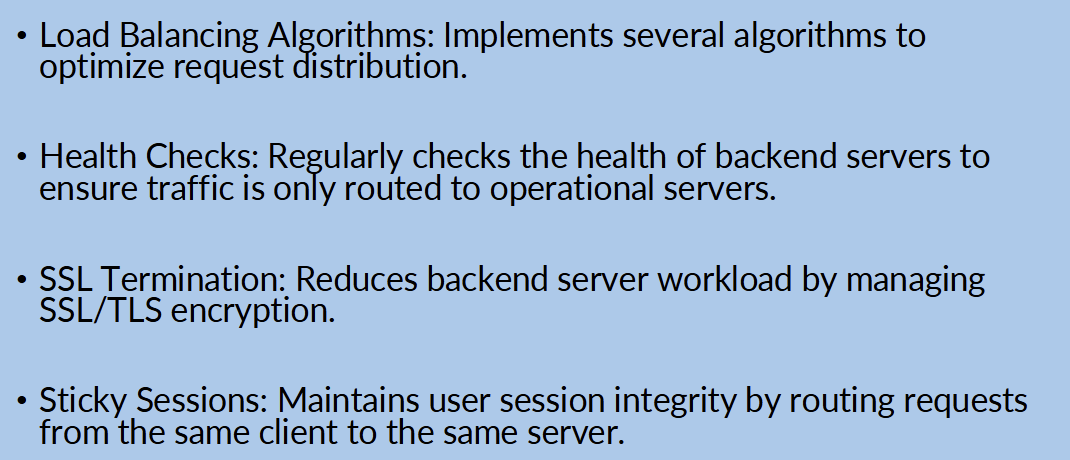 • Load Balancing Algorithms: Implements several algorithms to
optimize request distribution.
• Health Checks: Regularly checks the health of backend servers to
ensure traffic is only routed to operational servers.
• SSL Termination: Reduces backend server workload by managing
SSL/TLS encryption.
• Sticky Sessions: Maintains user session integrity by routing requests
from the same client to the same server.